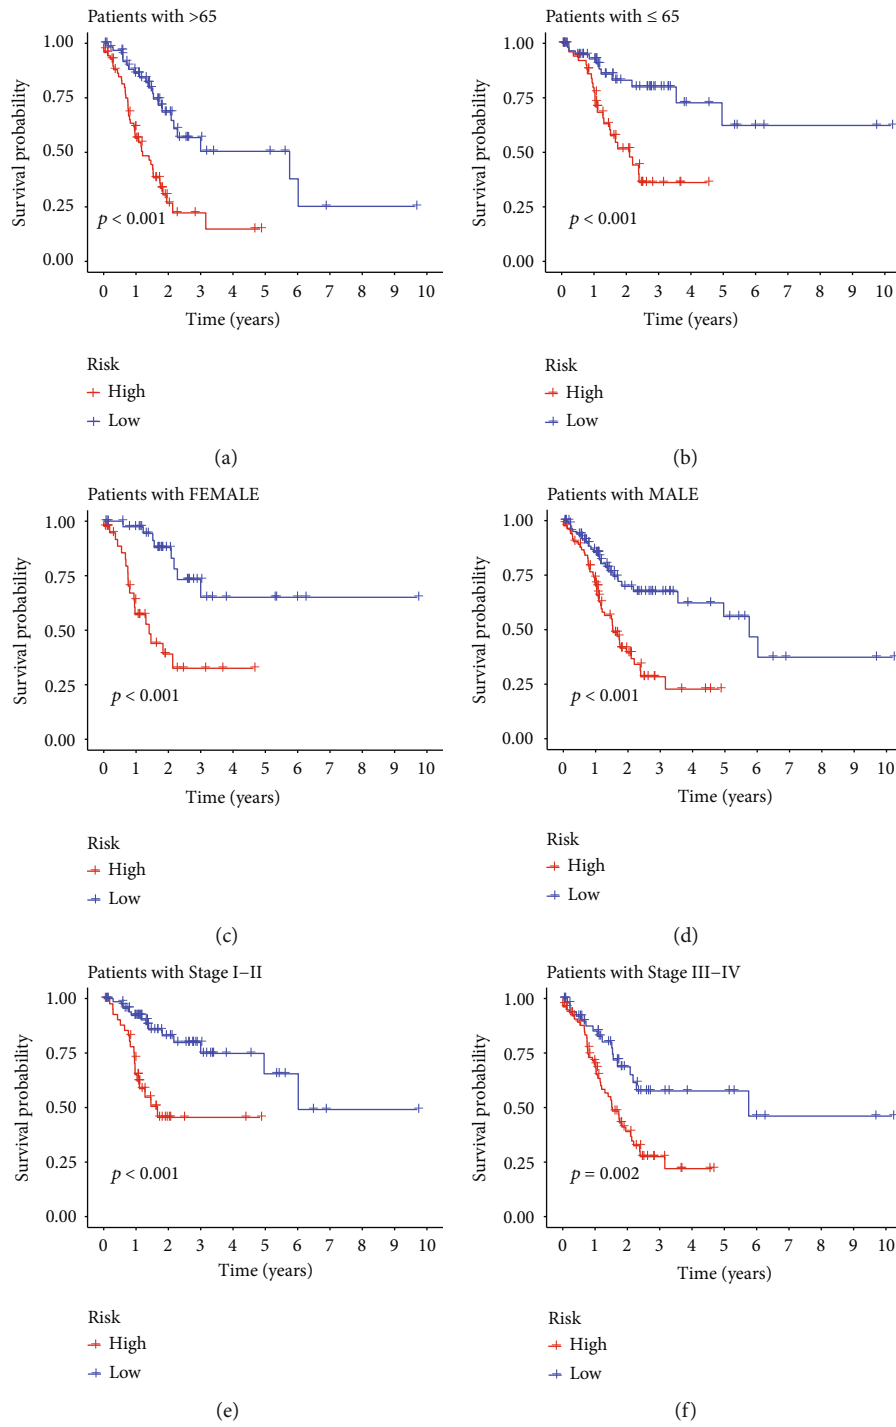 Patients with >65
1.00
0.75
0.50
0.25
0.00
Survival probability
p < 0.001
0 1 2 3 4 5 6 7 8 9 10
Time (years)
Risk
High
Low
(a)
Patients with ≤ 65
1.00
0.75
0.50
0.25
0.00
Survival probability
p < 0.001
0 1 2 3 4 5 6 7 8 9 10
Time (years)
Risk
High
Low
(b)
Patients with FEMALE
1.00
0.75
0.50
0.25
0.00
Survival probability
p < 0.001
0 1 2 3 4 5 6 7 8 9 10
Time (years)
Risk
High
Low
(c)
Patients with MALE
1.00
0.75
0.50
0.25
0.00
Survival probability
p < 0.001
0 1 2 3 4 5 6 7 8 9 10
Time (years)
Risk
High
Low
(d)
Patients with Stage I−II
1.00
0.75
0.50
0.25
0.00
Survival probability
p < 0.001
0 1 2 3 4 5 6 7 8 9 10
Time (years)
Risk
High
Low
(e)
Patients with Stage III−IV
1.00
0.75
0.50
0.25
0.00
Survival probability
p = 0.002
0 1 2 3 4 5 6 7 8 9 10
Time (years)
Risk
High
Low
(f)